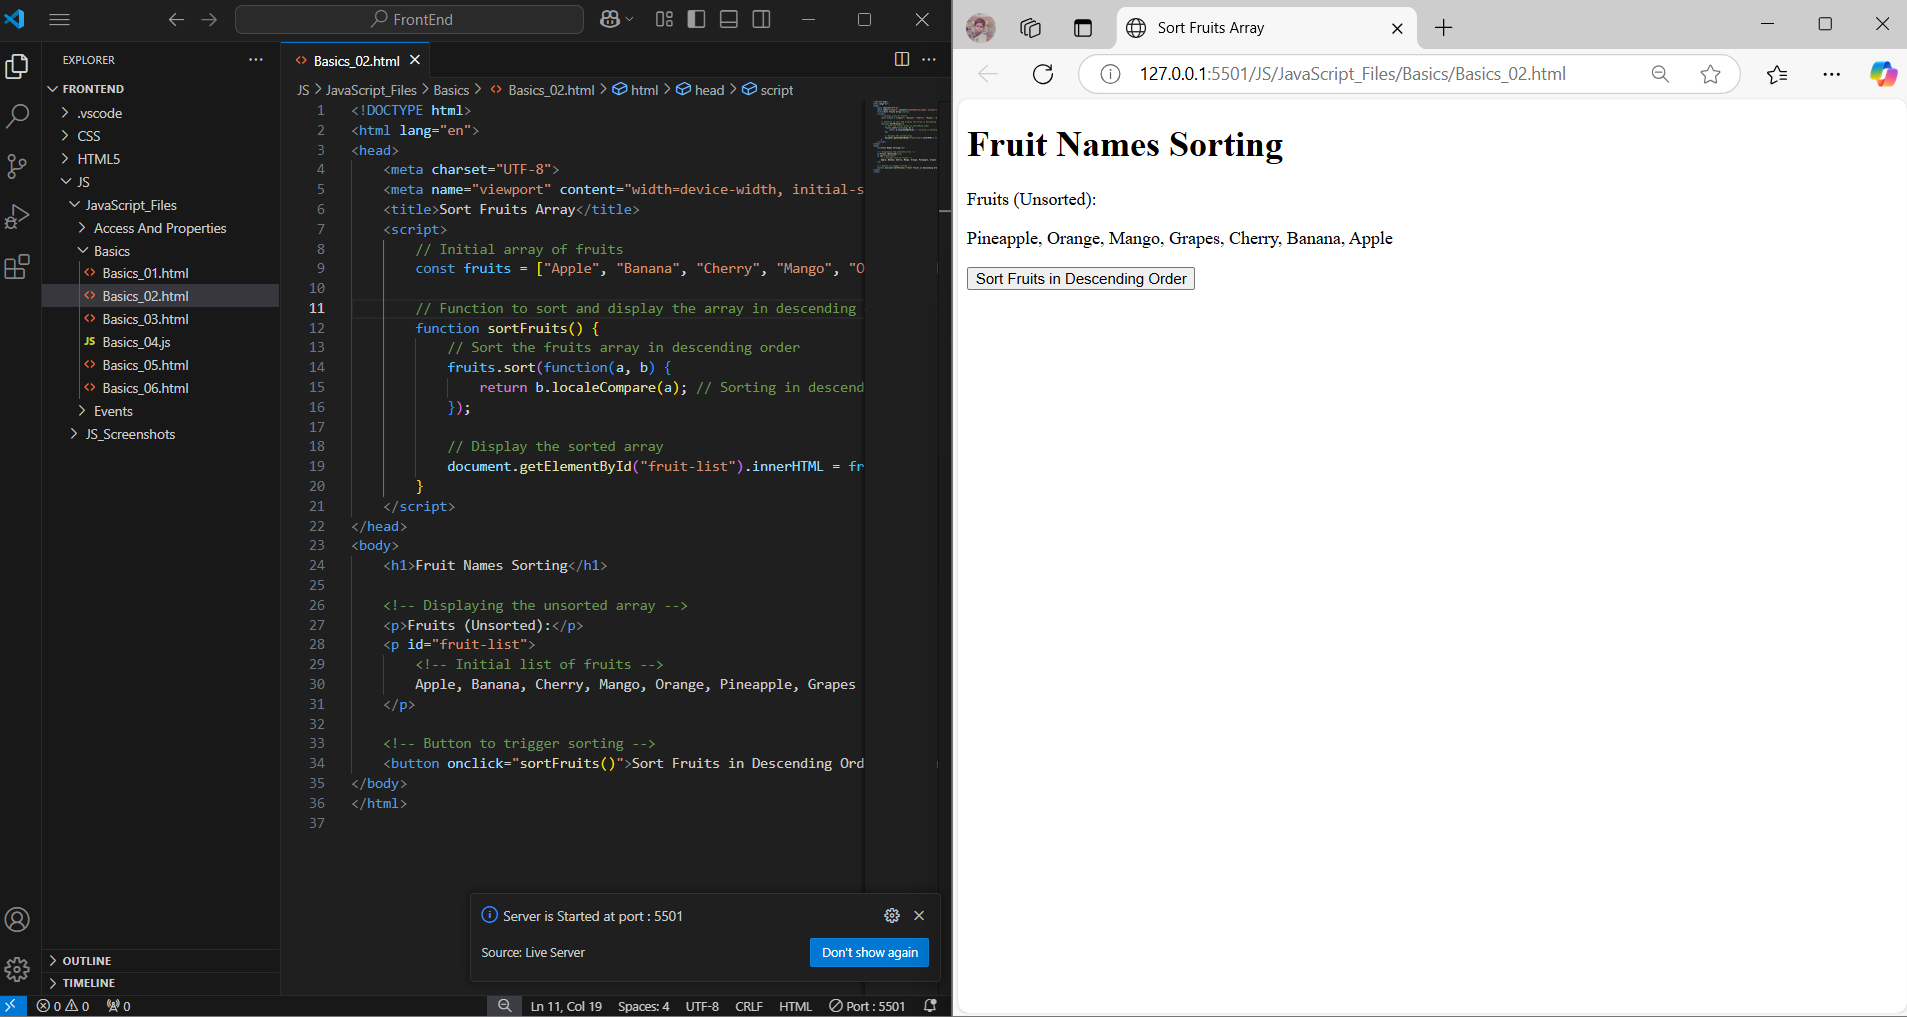 FrontEnd
EXPLORER
FRONTEND
.vscode
CSS
HTML5
JS
JavaScript_Files
Access And Properties
Basics
Basics_01.html
Basics_02.html
Basics_03.html
JS Basics_04.js
Basics_05.html
Basics_06.html
Events
JS_Screenshots
OUTLINE
TIMELINE
Basics_02.html
JS > JavaScript_Files > Basics > Basics_02.html > html > head > script
1 <!DOCTYPE html>
2 <html lang="en">
3 <head>
4 <meta charset="UTF-8">
5 <meta name="viewport" content="width=device-width, initial-s
6 <title>Sort Fruits Array</title>
7 <script>
8 // Initial array of fruits
9 const fruits = ["Apple", "Banana", "Cherry", "Mango", "O
10
11 // Function to sort and display the array in descending
12 function sortFruits() {
13 // Sort the fruits array in descending order
14 fruits.sort(function(a, b) {
15 return b.localeCompare(a); // Sorting in descend
16 });
17
18 // Display the sorted array
19 document.getElementById("fruit-list").innerHTML = fr
20 }
21 </script>
22 </head>
23 <body>
24 <h1>Fruit Names Sorting</h1>
25
26 <!-- Displaying the unsorted array -->
27 <p>Fruits (Unsorted):</p>
28 <p id="fruit-list">
29 <!-- Initial list of fruits -->
30 Apple, Banana, Cherry, Mango, Orange, Pineapple, Grapes
31 </p>
32
33 <!-- Button to trigger sorting -->
34 <button onclick="sortFruits()">Sort Fruits in Descending Ord
35 </body>
36 </html>
37
Server is Started at port : 5501
Source: Live Server
Don't show again
0 0 0 Ln 11, Col 19 Spaces: 4 UTF-8 CRLF HTML Port : 5501
Sort Fruits Array
127.0.0.1:5501/JS/JavaScript_Files/Basics/Basics_02.html
Fruit Names Sorting
Fruits (Unsorted):
Pineapple, Orange, Mango, Grapes, Cherry, Banana, Apple
Sort Fruits in Descending Order